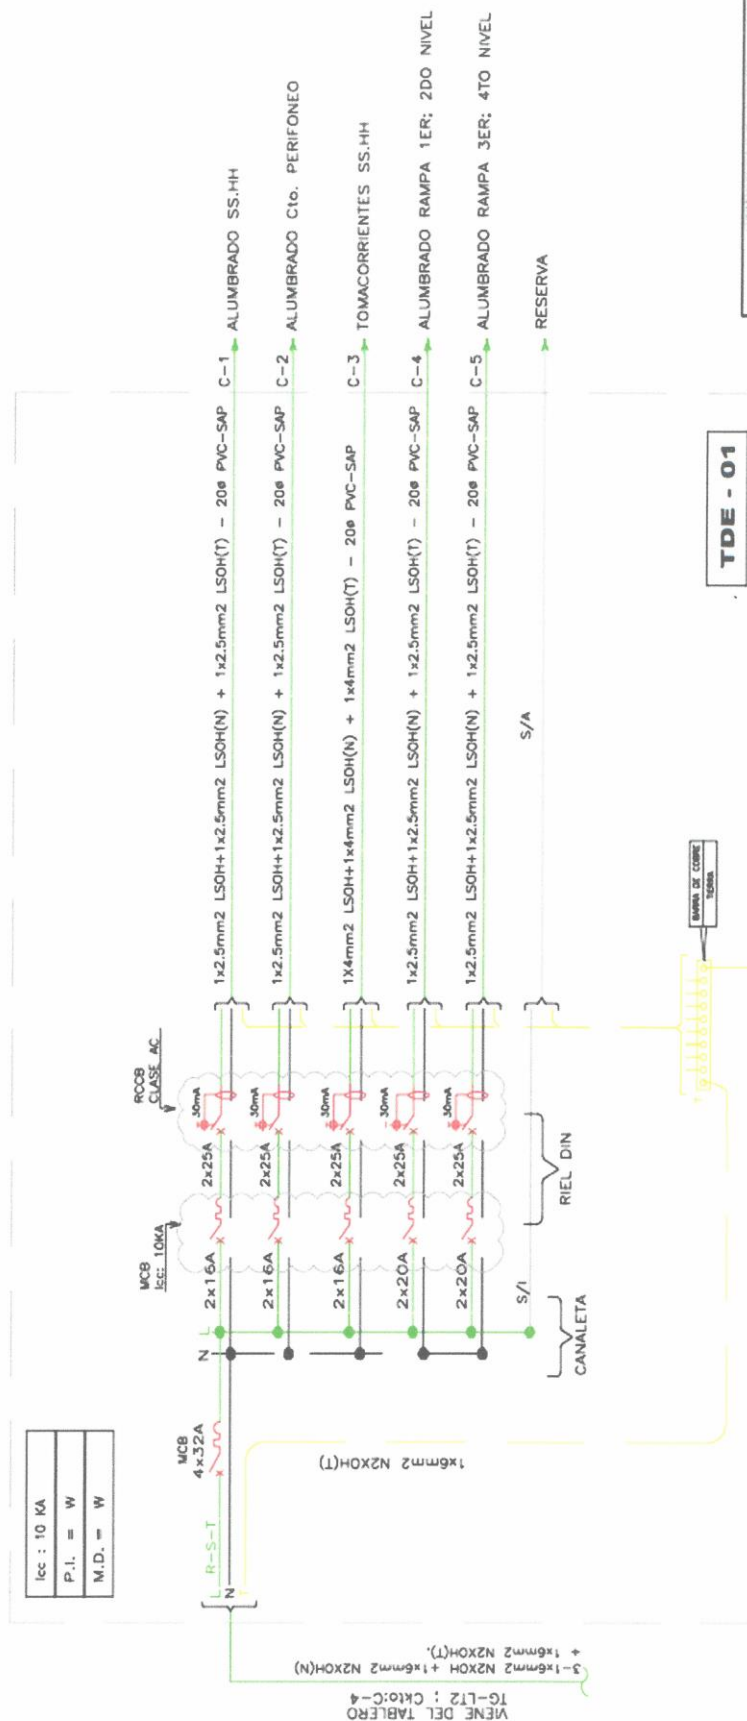 Icc : 10 KA
P.I. = W
M.D. = W
VIENE DEL TABLERO
TG-LT2 : Ckto:C-4
3-1x6mm2 N2XOH +1x6mm2 N2XOH(N)
+ 1x6mm2 N2XOH(T).
L R-S-T
N
T
MCB
4x32A
1x6mm2 N2XOH(T)
L
N
MCB
Icc: 10KA
RCCB
CLASE AC
2x16A 2x25A 30mA 1x2.5mm2 LSOH+1x2.5mm2 LSOH(N) + 1x2.5mm2 LSOH(T) - 20ø PVC-SAP C-1 ALUMBRADO SS.HH
2x16A 2x25A 30mA 1x2.5mm2 LSOH+1x2.5mm2 LSOH(N) + 1x2.5mm2 LSOH(T) - 20ø PVC-SAP C-2 ALUMBRADO Cto. PERIFONEO
2x16A 2x25A 30mA 1X4mm2 LSOH+1x4mm2 LSOH(N) + 1x4mm2 LSOH(T) - 20ø PVC-SAP C-3 TOMACORRIENTES SS.HH
2x20A 2x25A 30mA 1x2.5mm2 LSOH+1x2.5mm2 LSOH(N) + 1x2.5mm2 LSOH(T) - 20ø PVC-SAP C-4 ALUMBRADO RAMPA 1ER; 2DO NIVEL
2x20A 2x25A 30mA 1x2.5mm2 LSOH+1x2.5mm2 LSOH(N) + 1x2.5mm2 LSOH(T) - 20ø PVC-SAP C-5 ALUMBRADO RAMPA 3ER; 4TO NIVEL
S/I S/A RESERVA
CANALETA
RIEL DIN
T
BARRA DE COBRE
TIERRA
TDE - 01